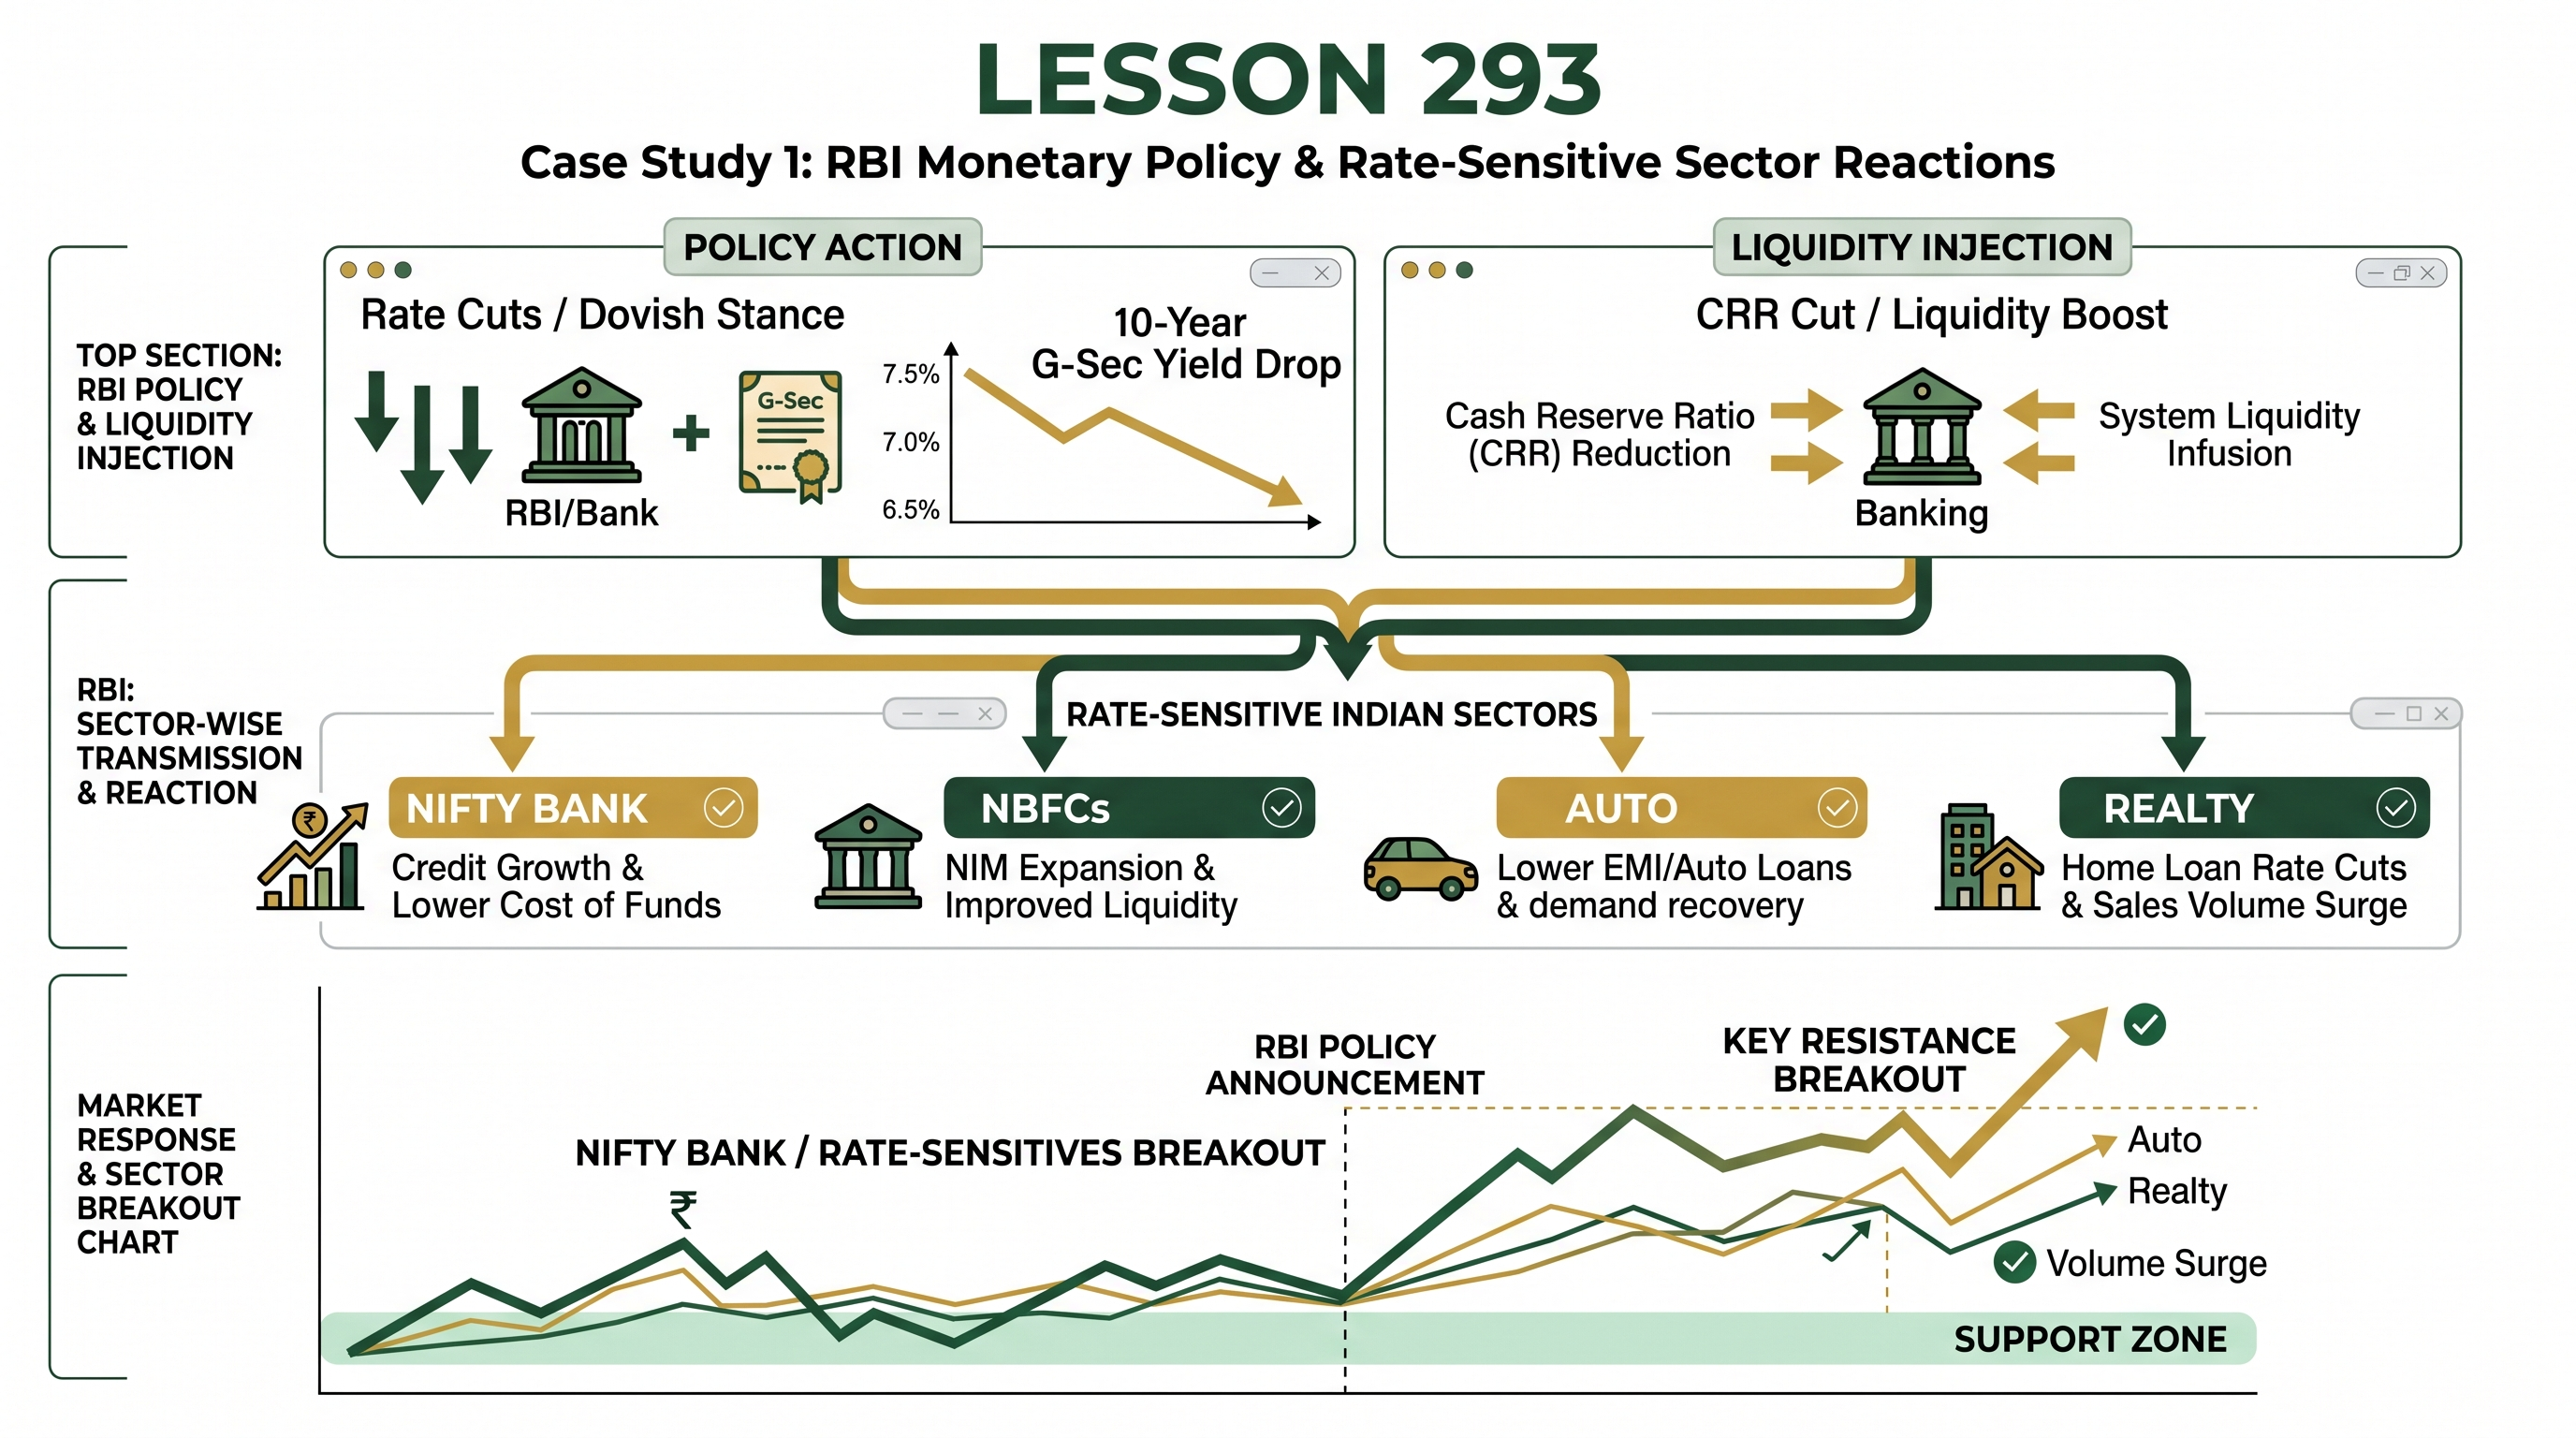 LESSON 293
Case Study 1: RBI Monetary Policy & Rate-Sensitive Sector Reactions
TOP SECTION:
RBI POLICY
& LIQUIDITY
INJECTION
POLICY ACTION
Rate Cuts / Dovish Stance
RBI/Bank
+
G-Sec
10-Year
G-Sec Yield Drop
7.5%
7.0%
6.5%
LIQUIDITY INJECTION
CRR Cut / Liquidity Boost
Cash Reserve Ratio
(CRR) Reduction
Banking
System Liquidity
Infusion
RBI:
SECTOR-WISE
TRANSMISSION
& REACTION
RATE-SENSITIVE INDIAN SECTORS
₹
NIFTY BANK
Credit Growth &
Lower Cost of Funds
NBFCs
NIM Expansion &
Improved Liquidity
AUTO
Lower EMI/Auto Loans
& demand recovery
REALTY
Home Loan Rate Cuts
& Sales Volume Surge
MARKET
RESPONSE
& SECTOR
BREAKOUT
CHART
NIFTY BANK / RATE-SENSITIVES BREAKOUT
₹
RBI POLICY
ANNOUNCEMENT
KEY RESISTANCE
BREAKOUT
Auto
Realty
Volume Surge
SUPPORT ZONE